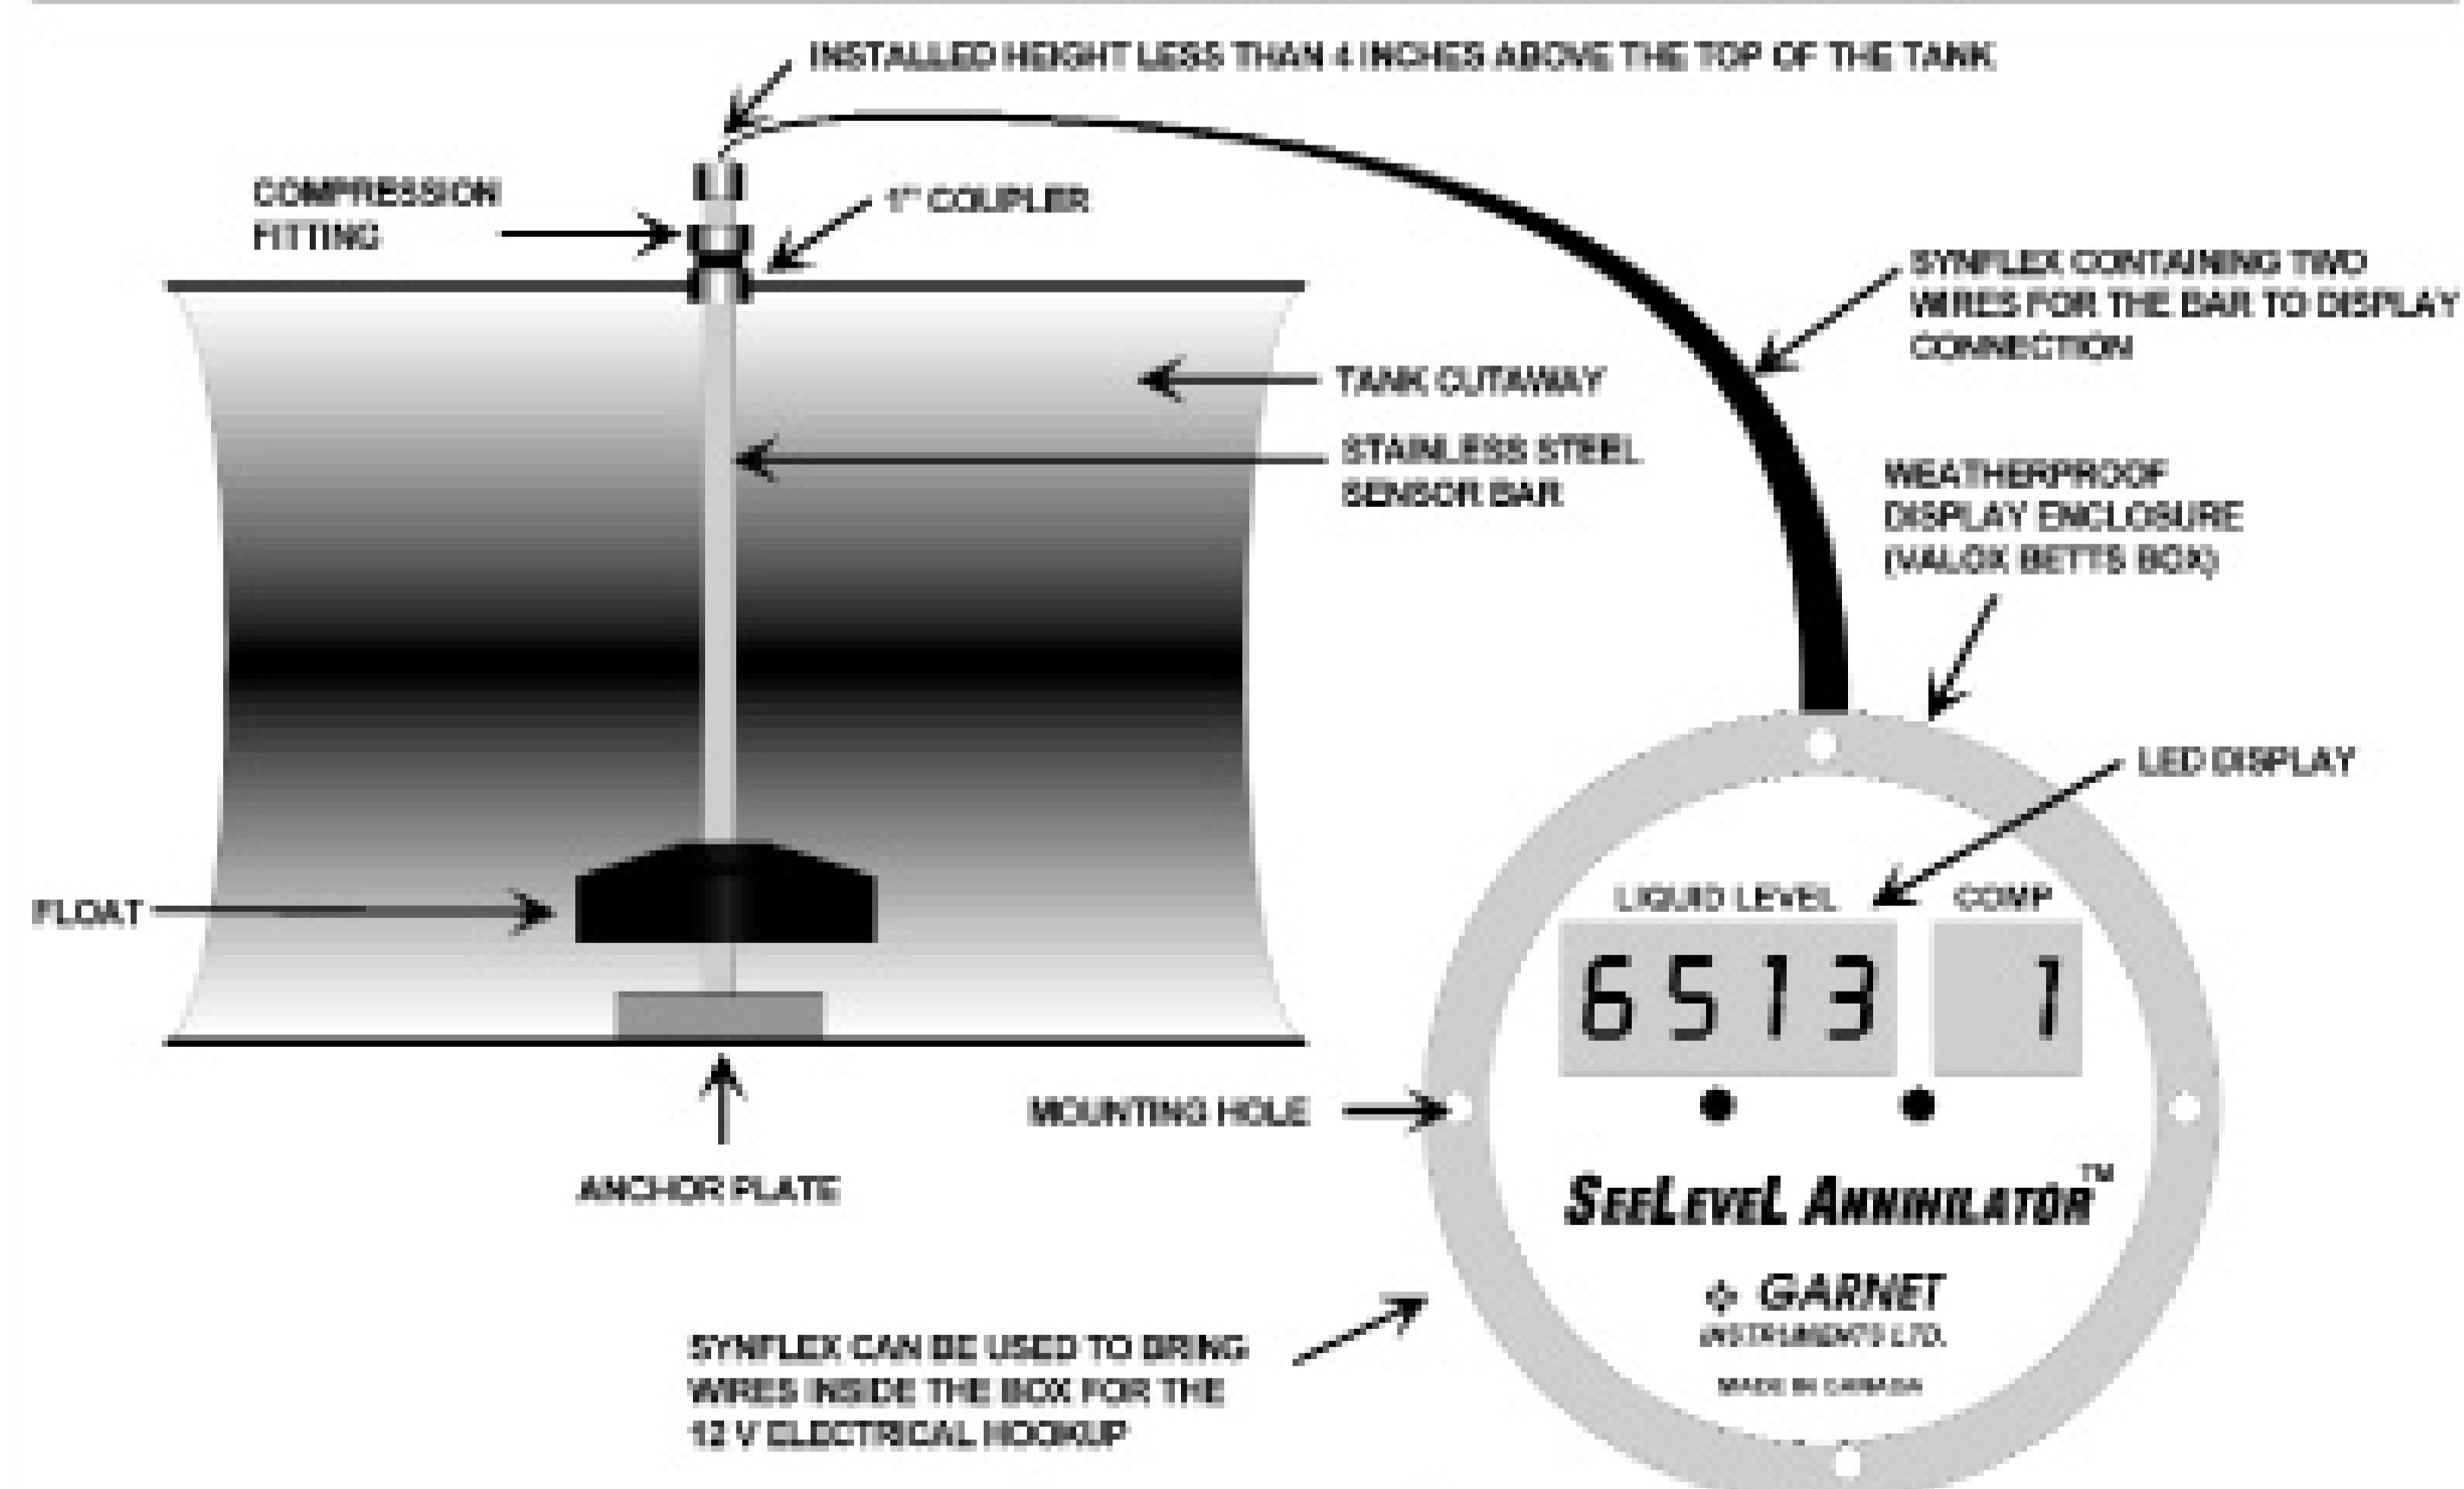 INSTALLED HEIGHT LESS THAN 4 INCHES ABOVE THE TOP OF THE TANK
COMPRESSION
FITTING
1" COUPLER
SYNFLEX CONTAINING TWO
WIRES FOR THE BAR TO DISPLAY
CONNECTION
TANK CUTAWAY
STAINLESS STEEL
SENSOR BAR
WEATHERPROOF
DISPLAY ENCLOSURE
(VALOX BETTS BOX)
LED DISPLAY
FLOAT
LIQUID LEVEL COMP
6513 1
MOUNTING HOLE
ANCHOR PLATE
SEELEVEL ANNIHILATOR™
GARNET
INSTRUMENTS LTD.
MADE IN CANADA
SYNFLEX CAN BE USED TO BRING
WIRES INSIDE THE BOX FOR THE
12 V ELECTRICAL HOOKUP